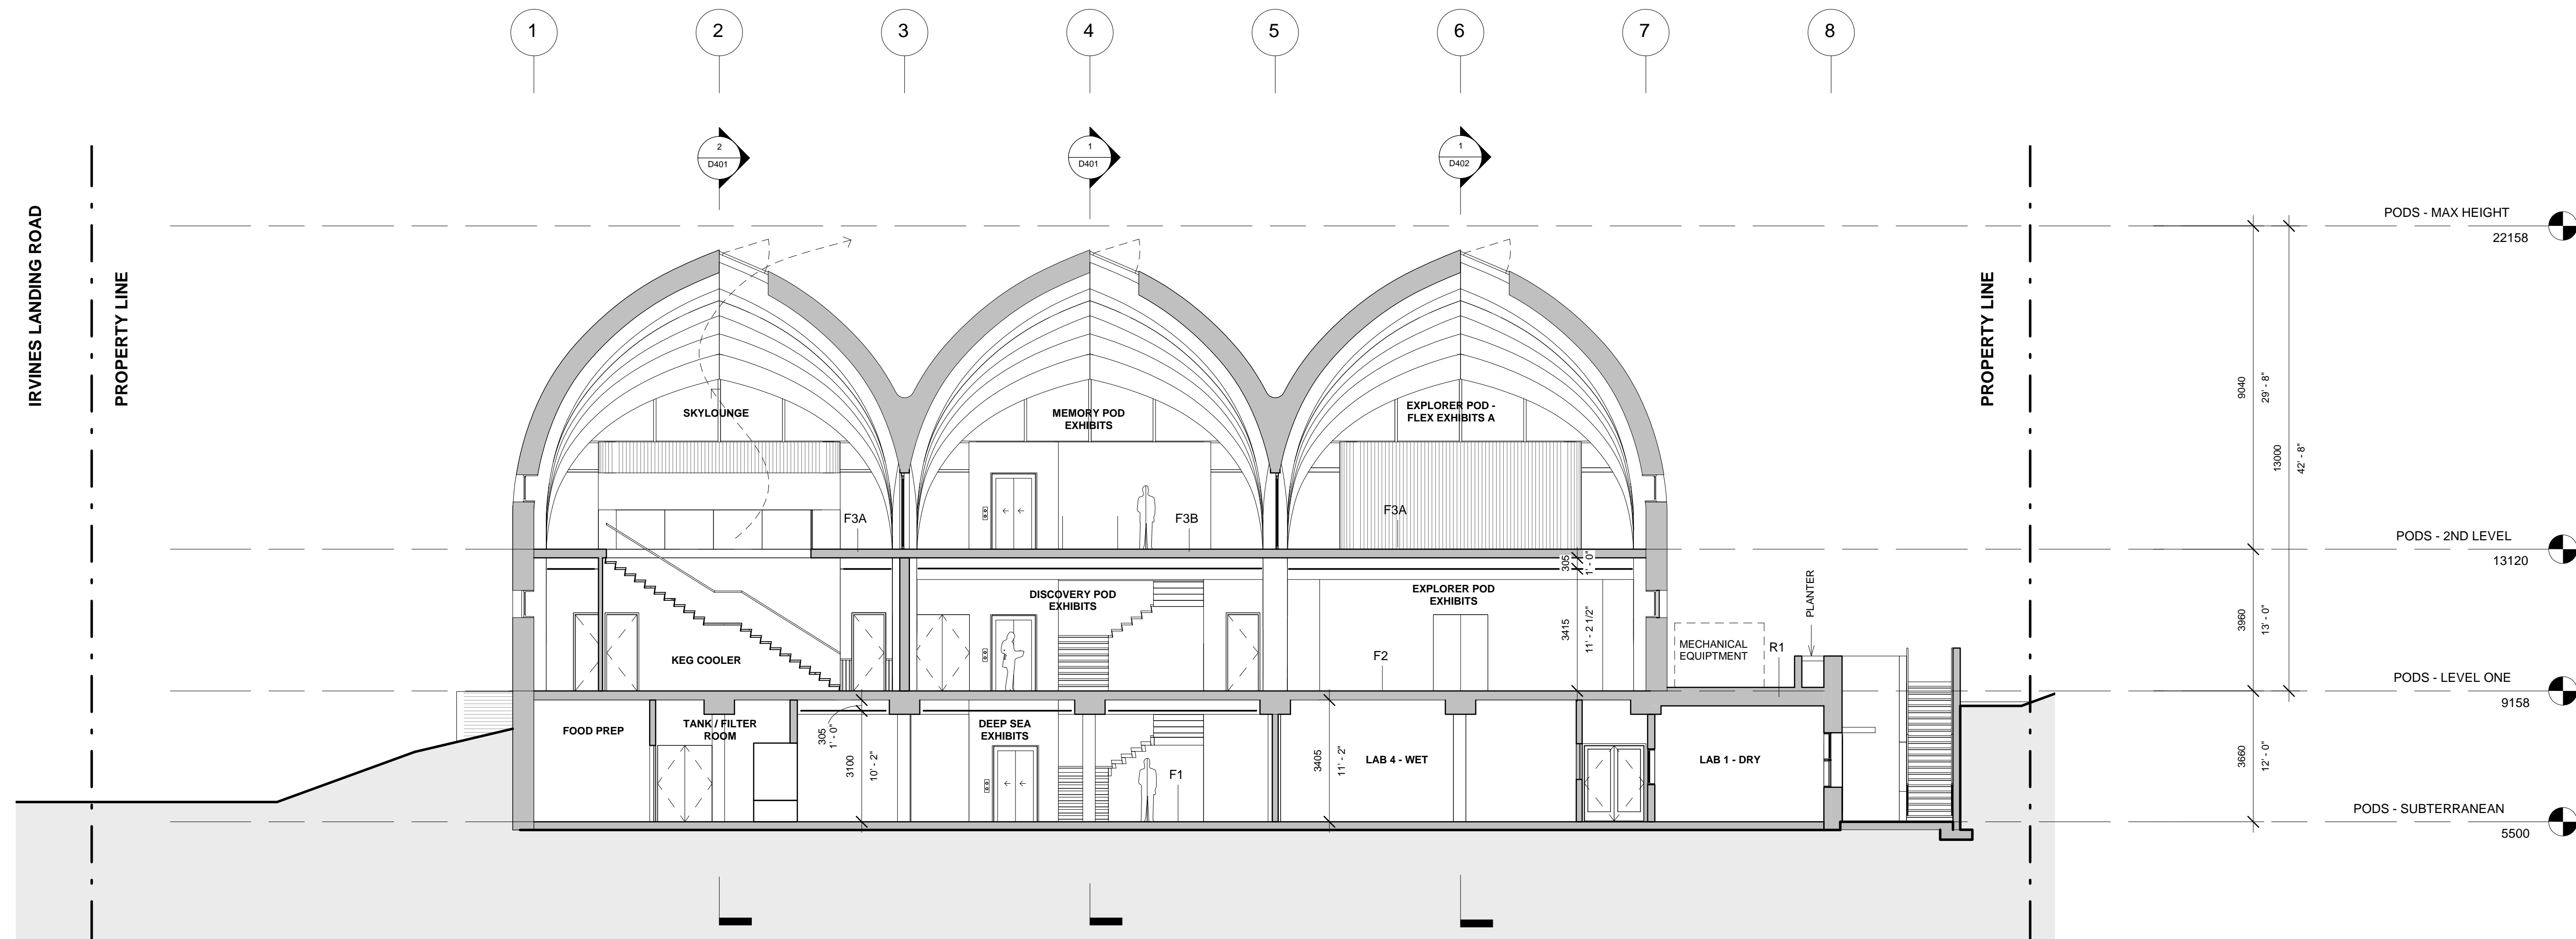 1
2
3
4
5
6
7
8
2
D401
1
D401
1
D402
IRVINES LANDING ROAD
PROPERTY LINE
PROPERTY LINE
PODS - MAX HEIGHT
22158
PODS - 2ND LEVEL
13120
PODS - LEVEL ONE
9158
PODS - SUBTERRANEAN
5500
9040
29' - 8"
13000
42' - 8"
3960
13' - 0"
3660
12' - 0"
SKYLOUNGE
MEMORY POD
EXHIBITS
EXPLORER POD -
FLEX EXHIBITS A
F3A
F3B
F3A
305
1' - 0"
KEG COOLER
DISCOVERY POD
EXHIBITS
EXPLORER POD
EXHIBITS
F2
3415
11' - 2 1/2"
MECHANICAL
EQUIPTMENT
R1
PLANTER
FOOD PREP
TANK / FILTER
ROOM
305
1' - 0"
3100
10' - 2"
DEEP SEA
EXHIBITS
F1
3405
11' - 2"
LAB 4 - WET
LAB 1 - DRY